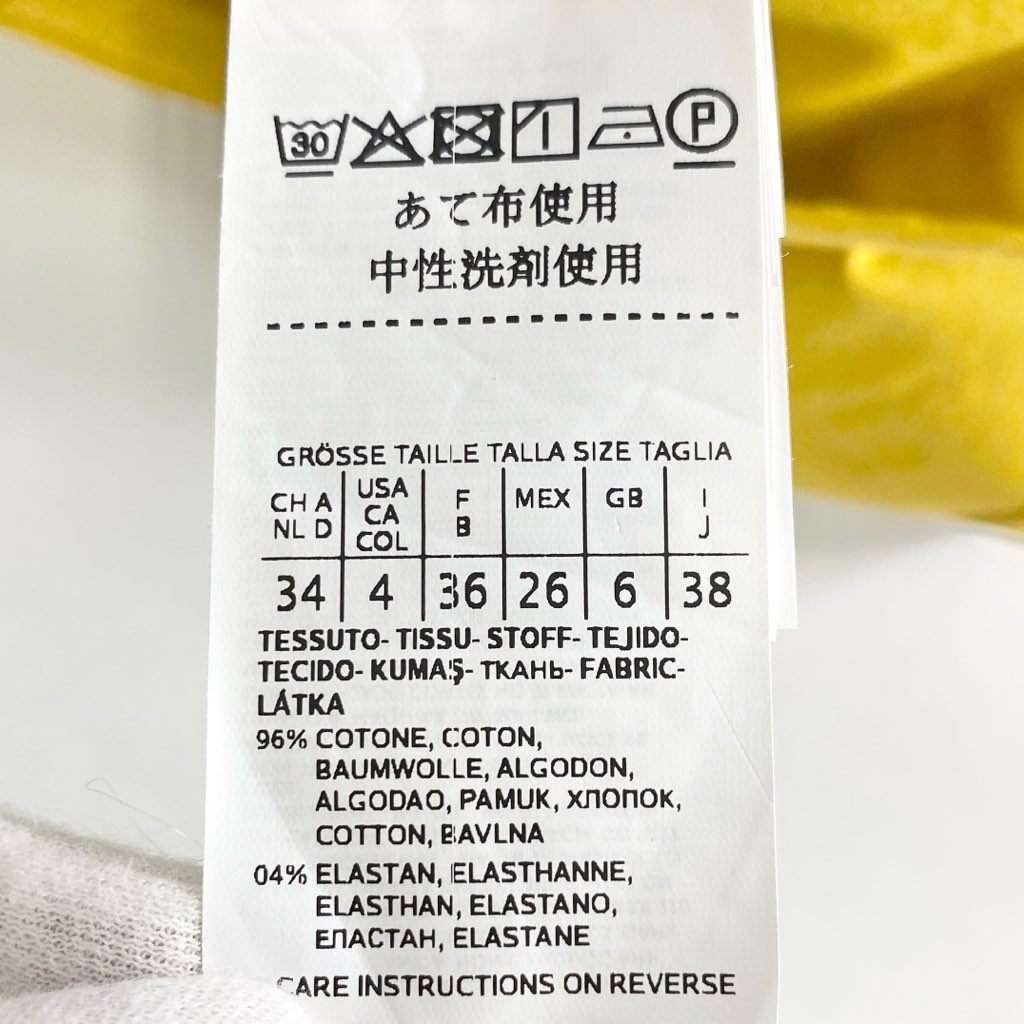 30 P
あて布使用
中性洗剤使用
GRÖSSE TAILLE TALLA SIZE TAGLIA
CH A NL D USA CA COL F B MEX GB I J
34 4 36 26 6 38
TESSUTO- TISSU- STOFF- TEJIDO-
TECIDO- KUMAŞ- ТКАНЬ- FABRIC-
LÁTKA
96% COTONE, COTON,
BAUMWOLLE, ALGODON,
ALGODAO, PAMUK, ХЛОПОК,
COTTON, BAVLNA
04% ELASTAN, ELASTHANNE,
ELASTHAN, ELASTANO,
ЕЛАСТАН, ELASTANE
CARE INSTRUCTIONS ON REVERSE